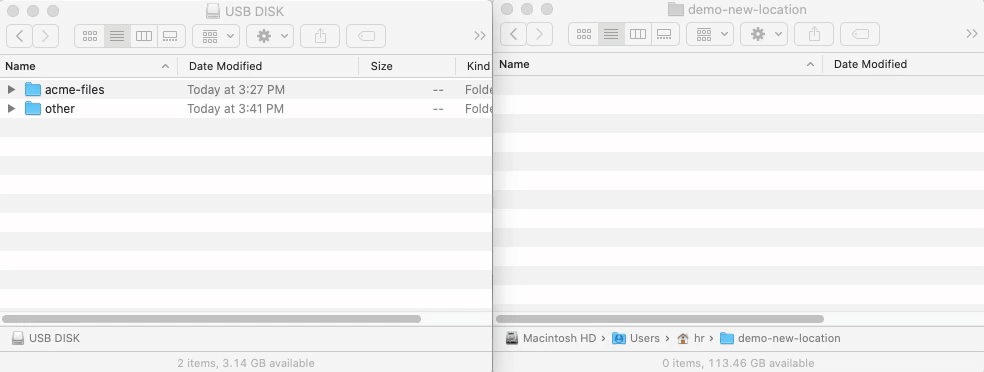 USB DISK
Name Date Modified Size Kind
acme-files Today at 3:27 PM -- Folde
other Today at 3:41 PM -- Folde
USB DISK
2 items, 3.14 GB available
demo-new-location
Name Date Modified
Macintosh HD › Users › hr › demo-new-location
0 items, 113.46 GB available